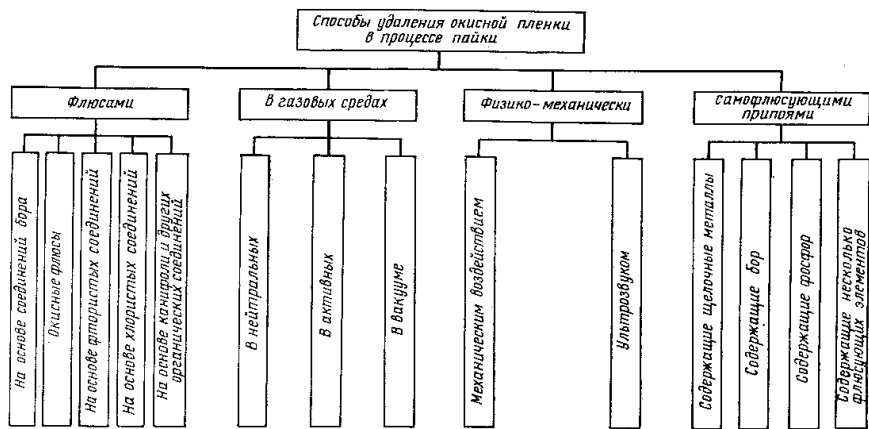 Способы удаления окисной пленки
в процессе пайки
Флюсами
В газовых средах
Физико-механически
Самофлюсующими
припоями
На основе соединений бора
Окисные флюсы
На основе фтористых соединений
На основе хлористых соединений
На основе канифоли и других
органических соединений
В нейтральных
В активных
В вакууме
Механическим воздействием
Ультрозвуком
Содержащие щелочные металлы
Содержащие бор
Содержащие фосфор
Содержащие несколько
флюсующих элементов